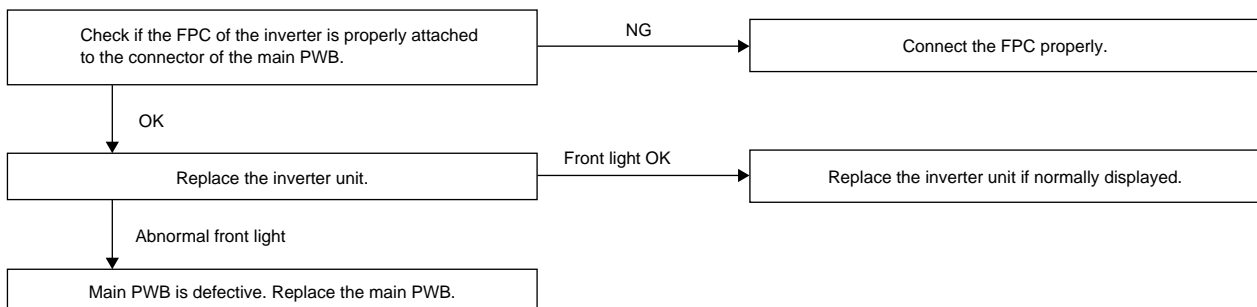 Check if the FPC of the inverter is properly attached
to the connector of the main PWB.
NG
Connect the FPC properly.
OK
Replace the inverter unit.
Front light OK
Replace the inverter unit if normally displayed.
Abnormal front light
Main PWB is defective. Replace the main PWB.